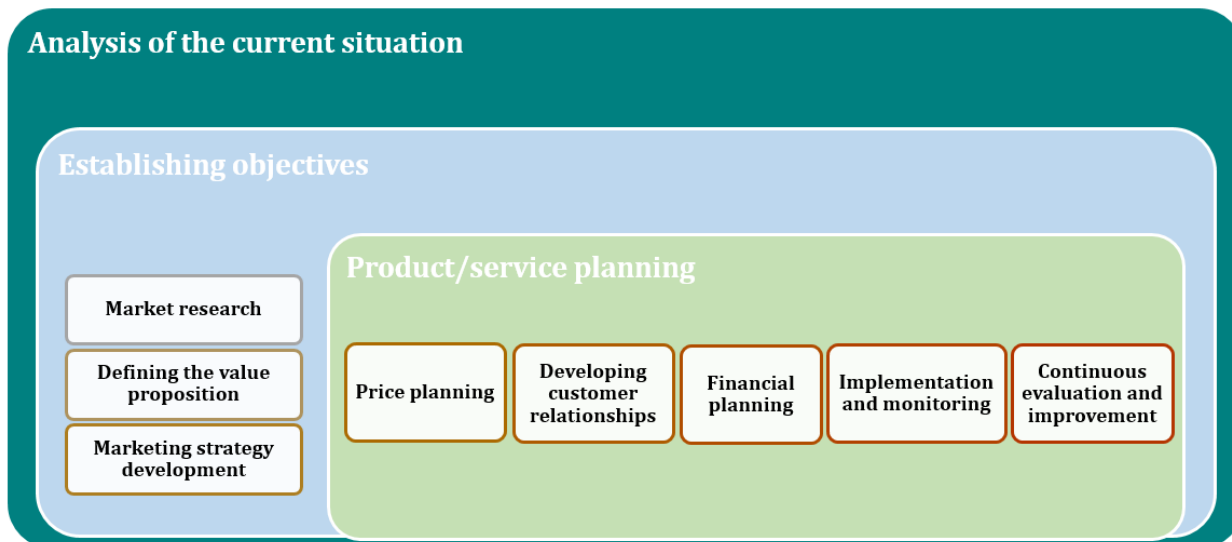 Analysis of the current situation
Establishing objectives
Product/service planning
Market research
Defining the value
proposition
Marketing strategy
development
Price planning
Developing
customer
relationships
Financial
planning
Implementation
and monitoring
Continuous
evaluation and
improvement